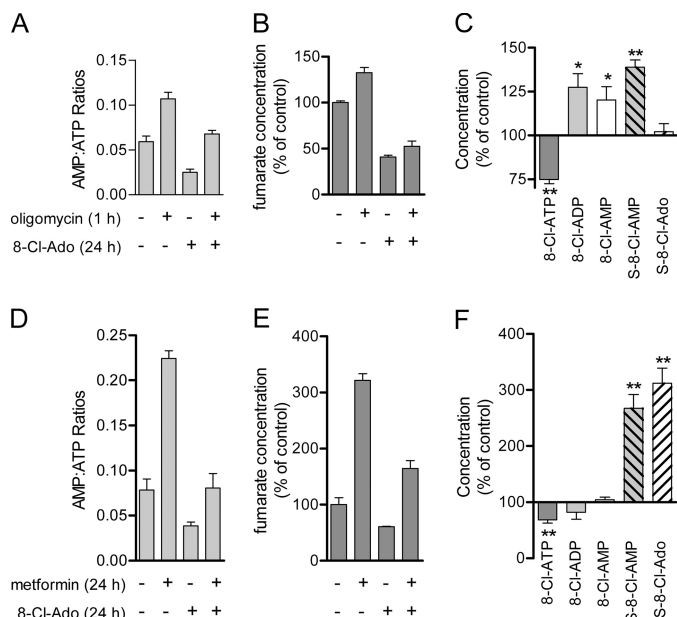 A
AMP:ATP Ratios
0.15
0.10
0.05
0.00
oligomycin (1 h) - + - +
8-Cl-Ado (24 h) - - + +
B
fumarate concentration
(% of control)
150
100
50
0
- + - +
- - + +
C
Concentration
(% of control)
150
125
100
75
* * **
**
8-Cl-ATP
8-Cl-ADP
8-Cl-AMP
S-8-Cl-AMP
S-8-Cl-Ado
D
AMP:ATP Ratios
0.25
0.20
0.15
0.10
0.05
0.00
metformin (24 h) - + - +
8-Cl-Ado (24 h) - - + +
E
fumarate concentration
(% of control)
400
300
200
100
0
- + - +
- - + +
F
Concentration
(% of control)
400
300
200
100
0
** **
**
8-Cl-ATP
8-Cl-ADP
8-Cl-AMP
S-8-Cl-AMP
S-8-Cl-Ado